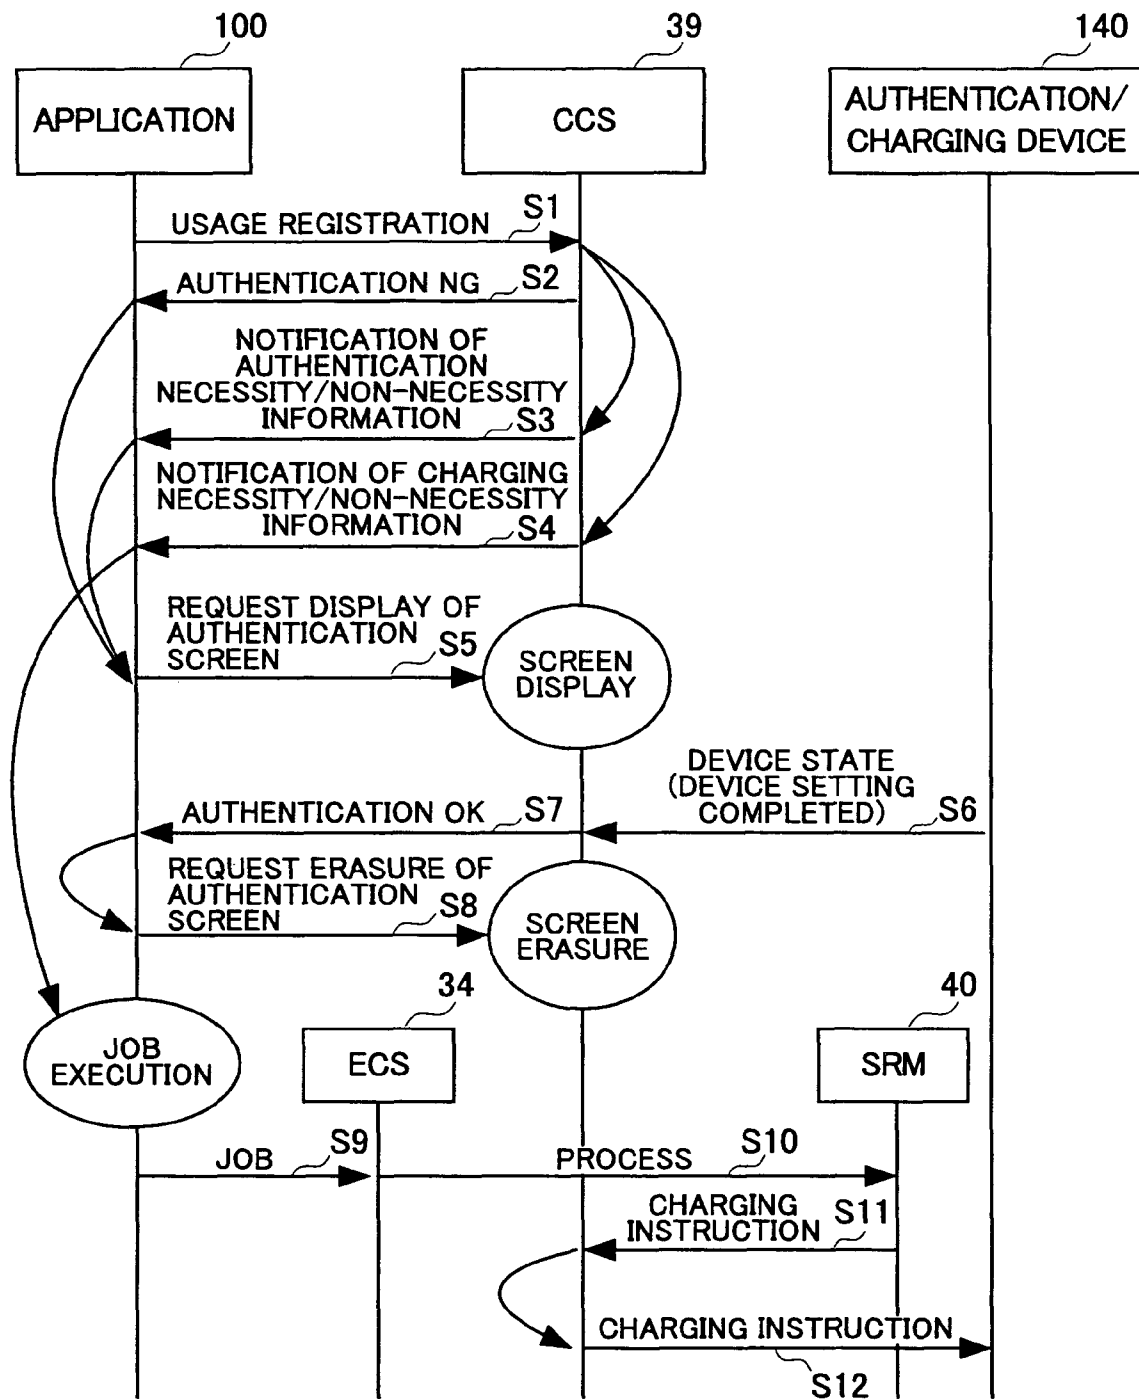 100
39
140
APPLICATION
CCS
AUTHENTICATION/
CHARGING DEVICE
USAGE REGISTRATION
S1
AUTHENTICATION NG
S2
NOTIFICATION OF
AUTHENTICATION
NECESSITY/NON-NECESSITY
INFORMATION
S3
NOTIFICATION OF CHARGING
NECESSITY/NON-NECESSITY
INFORMATION
S4
REQUEST DISPLAY OF
AUTHENTICATION
SCREEN
S5
SCREEN
DISPLAY
DEVICE STATE
(DEVICE SETTING
COMPLETED)
S6
AUTHENTICATION OK
S7
REQUEST ERASURE OF
AUTHENTICATION
SCREEN
S8
SCREEN
ERASURE
34
40
JOB
EXECUTION
ECS
SRM
JOB
S9
PROCESS
S10
CHARGING
INSTRUCTION
S11
CHARGING INSTRUCTION
S12